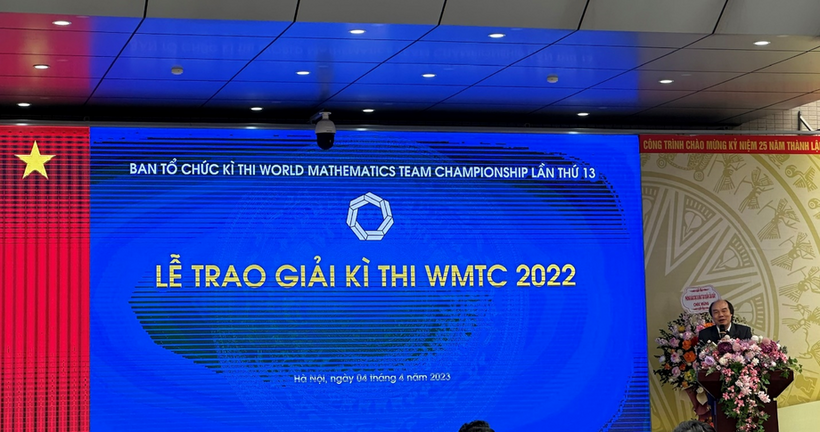 BAN TỔ CHỨC KÌ THI WORLD MATHEMATICS TEAM CHAMPIONSHIP LẦN THỨ 13
LỄ TRAO GIẢI KÌ THI WMTC 2022
Hà Nội, ngày 04 tháng 4 năm 2023
CÔNG TRÌNH CHÀO MỪNG KỶ NIỆM 25 NĂM THÀNH